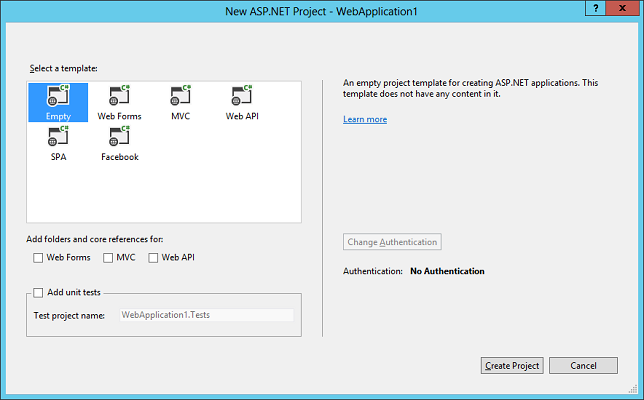 New ASP.NET Project - WebApplication1
? x
Select a template:
C# C# C# C#
Empty Web Forms MVC Web API
C# C#
SPA Facebook
An empty project template for creating ASP.NET applications. This
template does not have any content in it.
Learn more
Add folders and core references for:
Web Forms MVC Web API
Add unit tests
Test project name: WebApplication1.Tests
Change Authentication
Authentication: No Authentication
Create Project Cancel